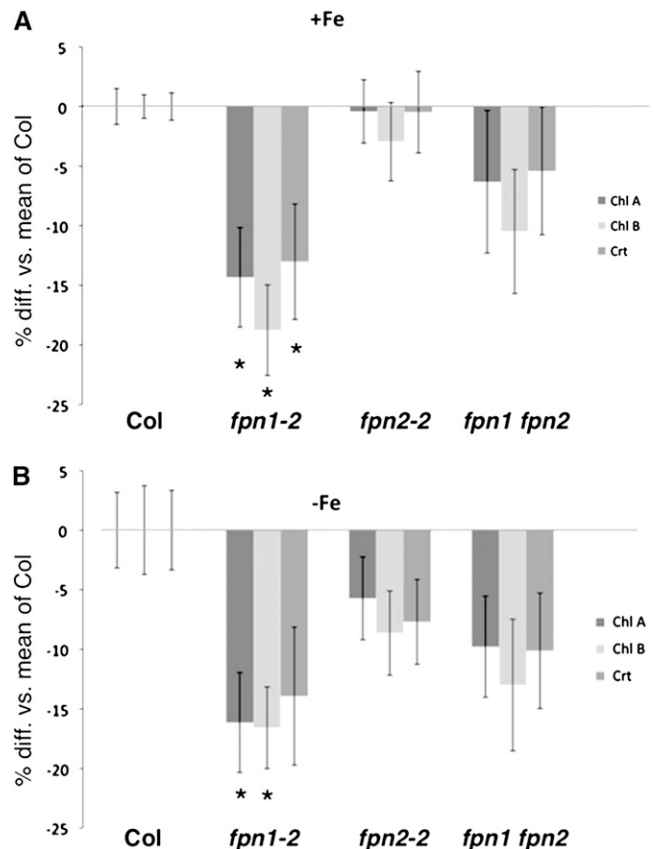 A
+Fe
% diff. vs. mean of Col
5
0
-5
-10
-15
-20
-25
* * *
Chl A
Chl B
Crt
Col fpn1-2 fpn2-2 fpn1 fpn2
B
-Fe
% diff. vs. mean of Col
5
0
-5
-10
-15
-20
-25
* *
Chl A
Chl B
Crt
Col fpn1-2 fpn2-2 fpn1 fpn2